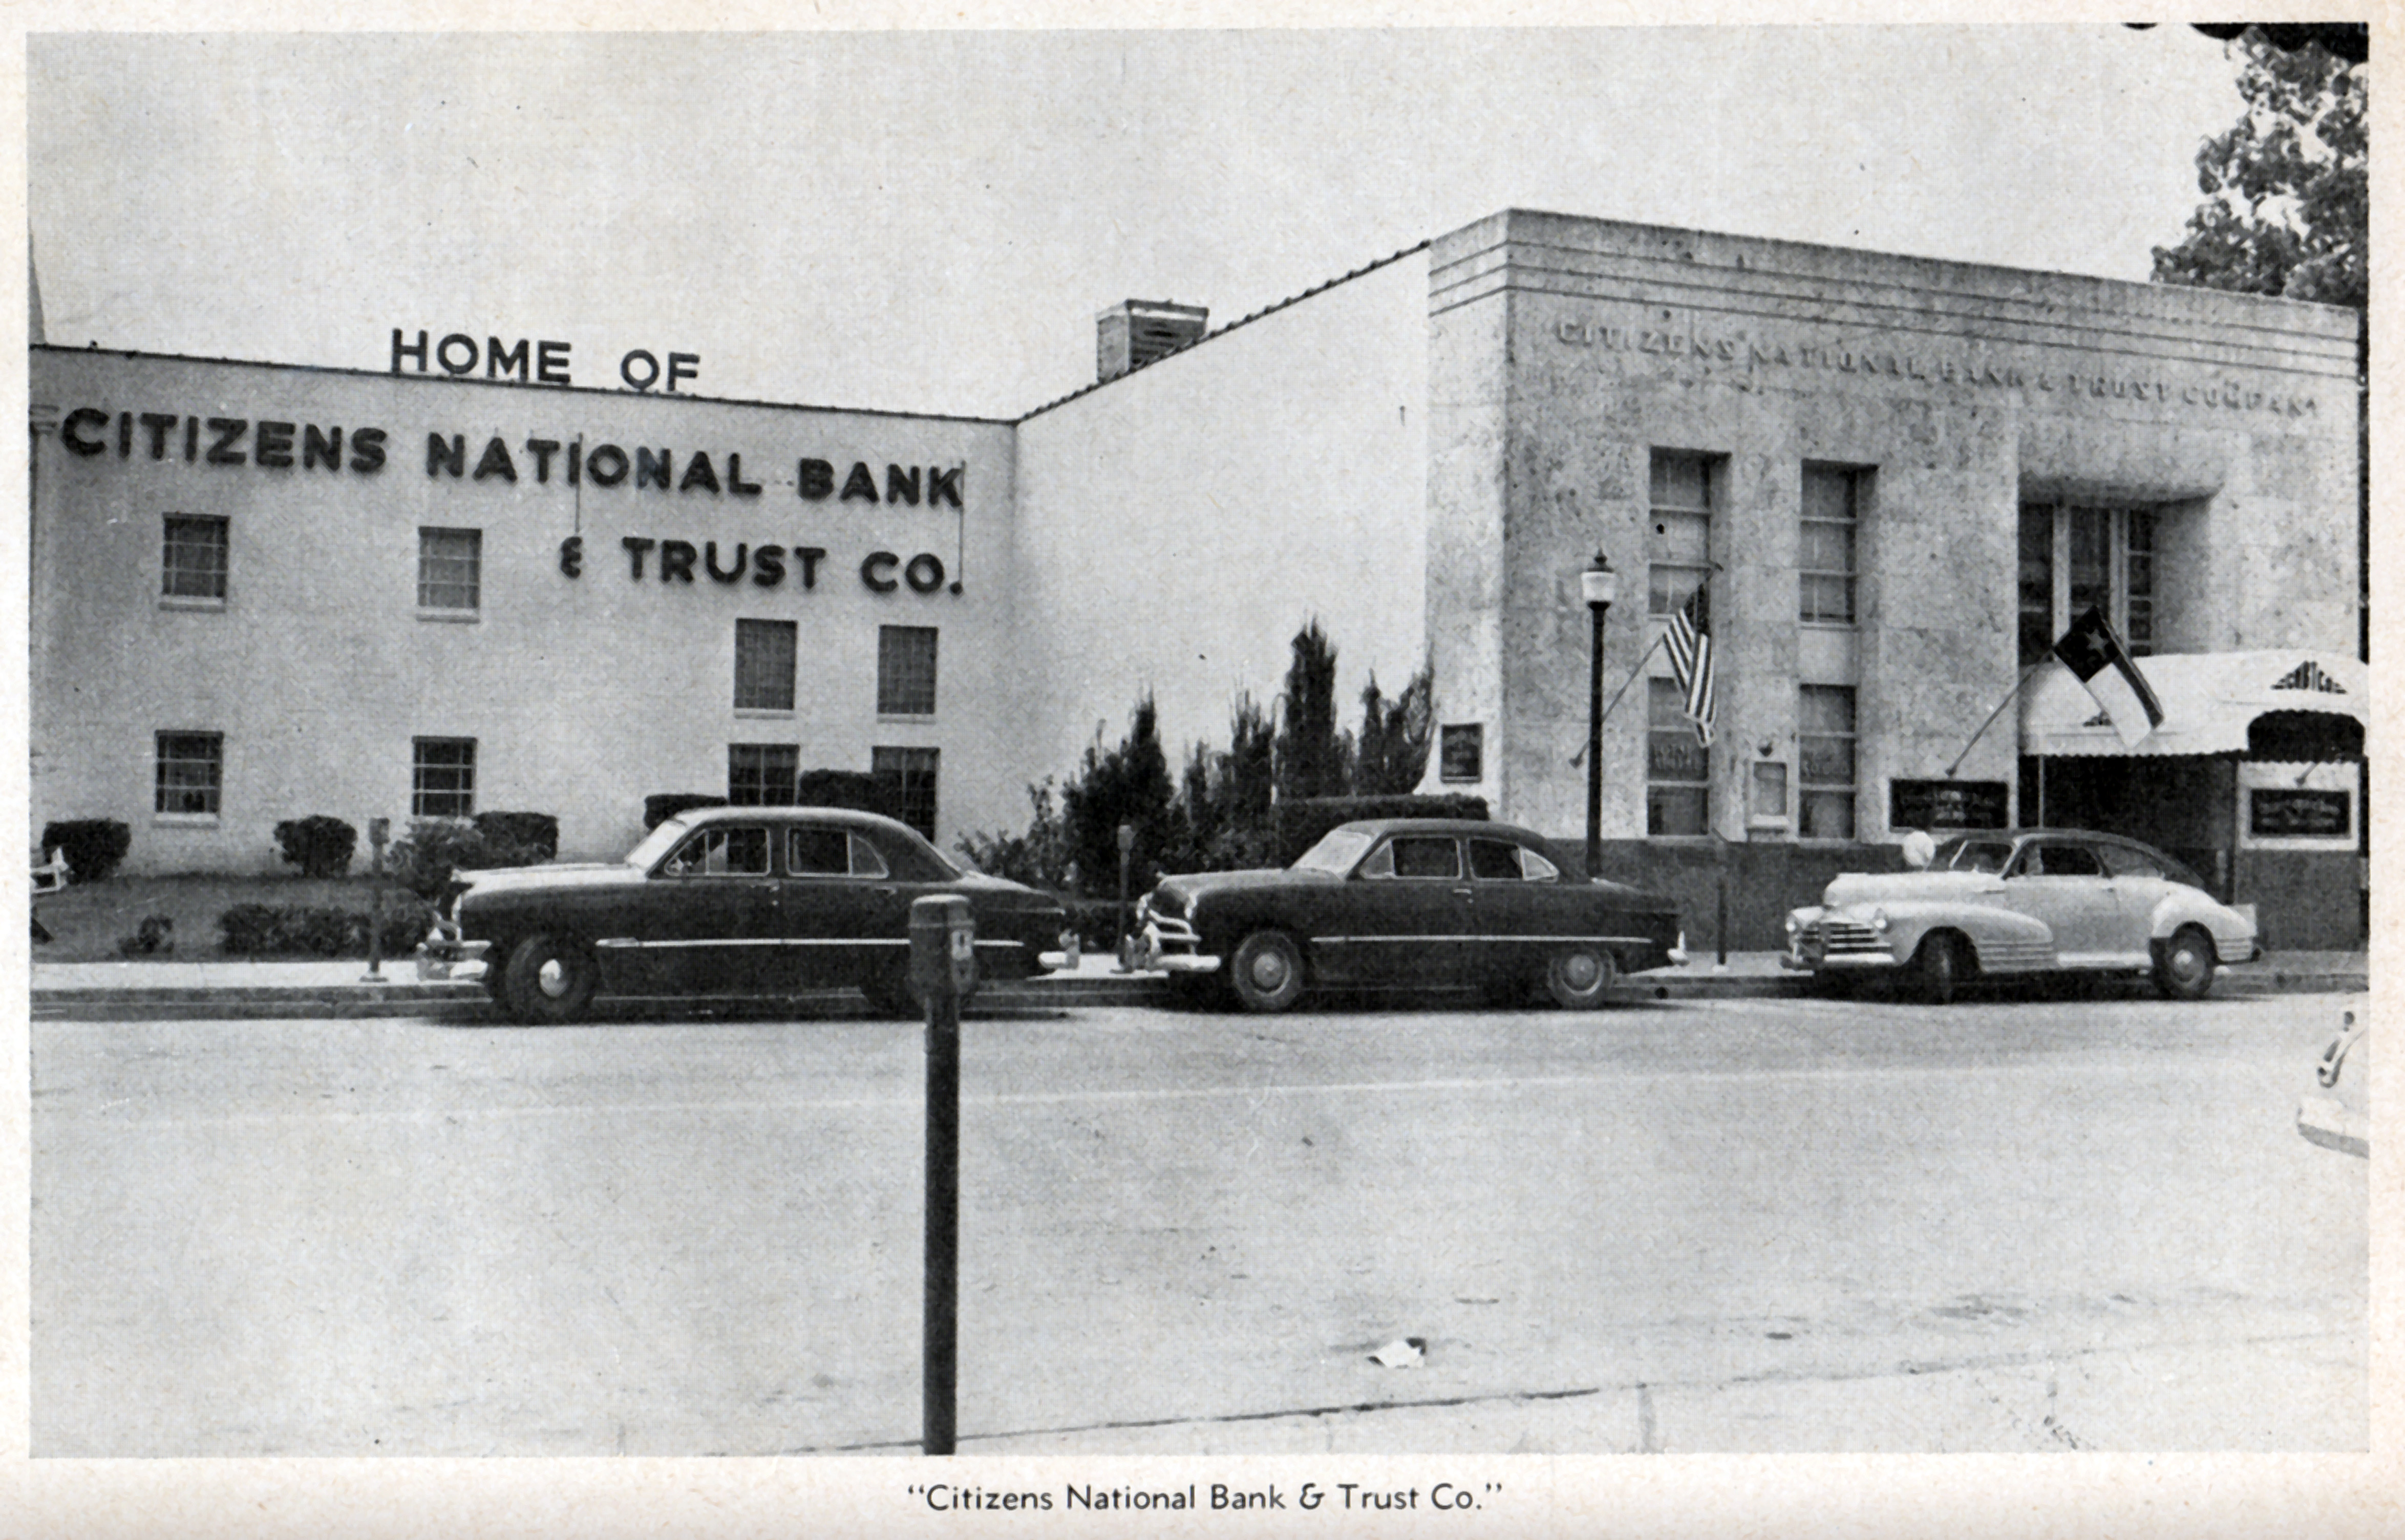 HOME OF
CITIZENS NATIONAL BANK
& TRUST CO.
CITIZENS NATIONAL BANK & TRUST COMPANY
"Citizens National Bank & Trust Co."